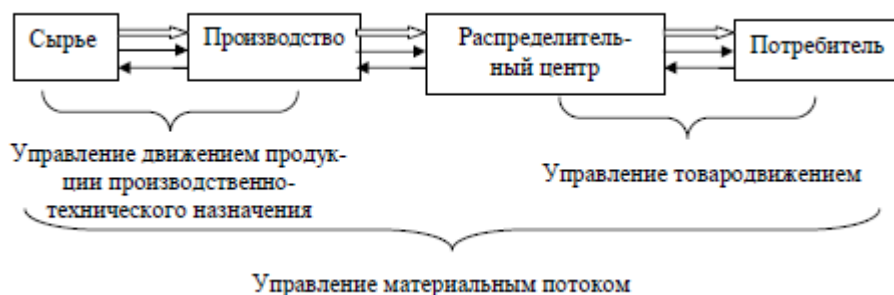 Сырье
Производство
Распределитель-
ный центр
Потребитель
Управление движением продук-
ции производственно-
технического назначения
Управление товародвижением
Управление материальным потоком